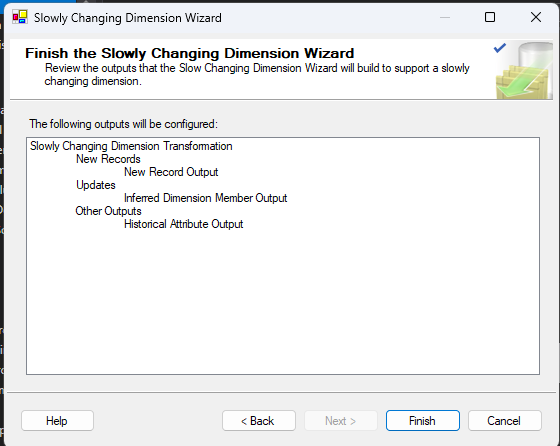 Slowly Changing Dimension Wizard
Finish the Slowly Changing Dimension Wizard
Review the outputs that the Slow Changing Dimension Wizard will build to support a slowly
changing dimension.
The following outputs will be configured:
Slowly Changing Dimension Transfomation
New Records
New Record Output
Updates
Inferred Dimension Member Output
Other Outputs
Historical Attribute Output
Help
< Back
Next >
Finish
Cancel